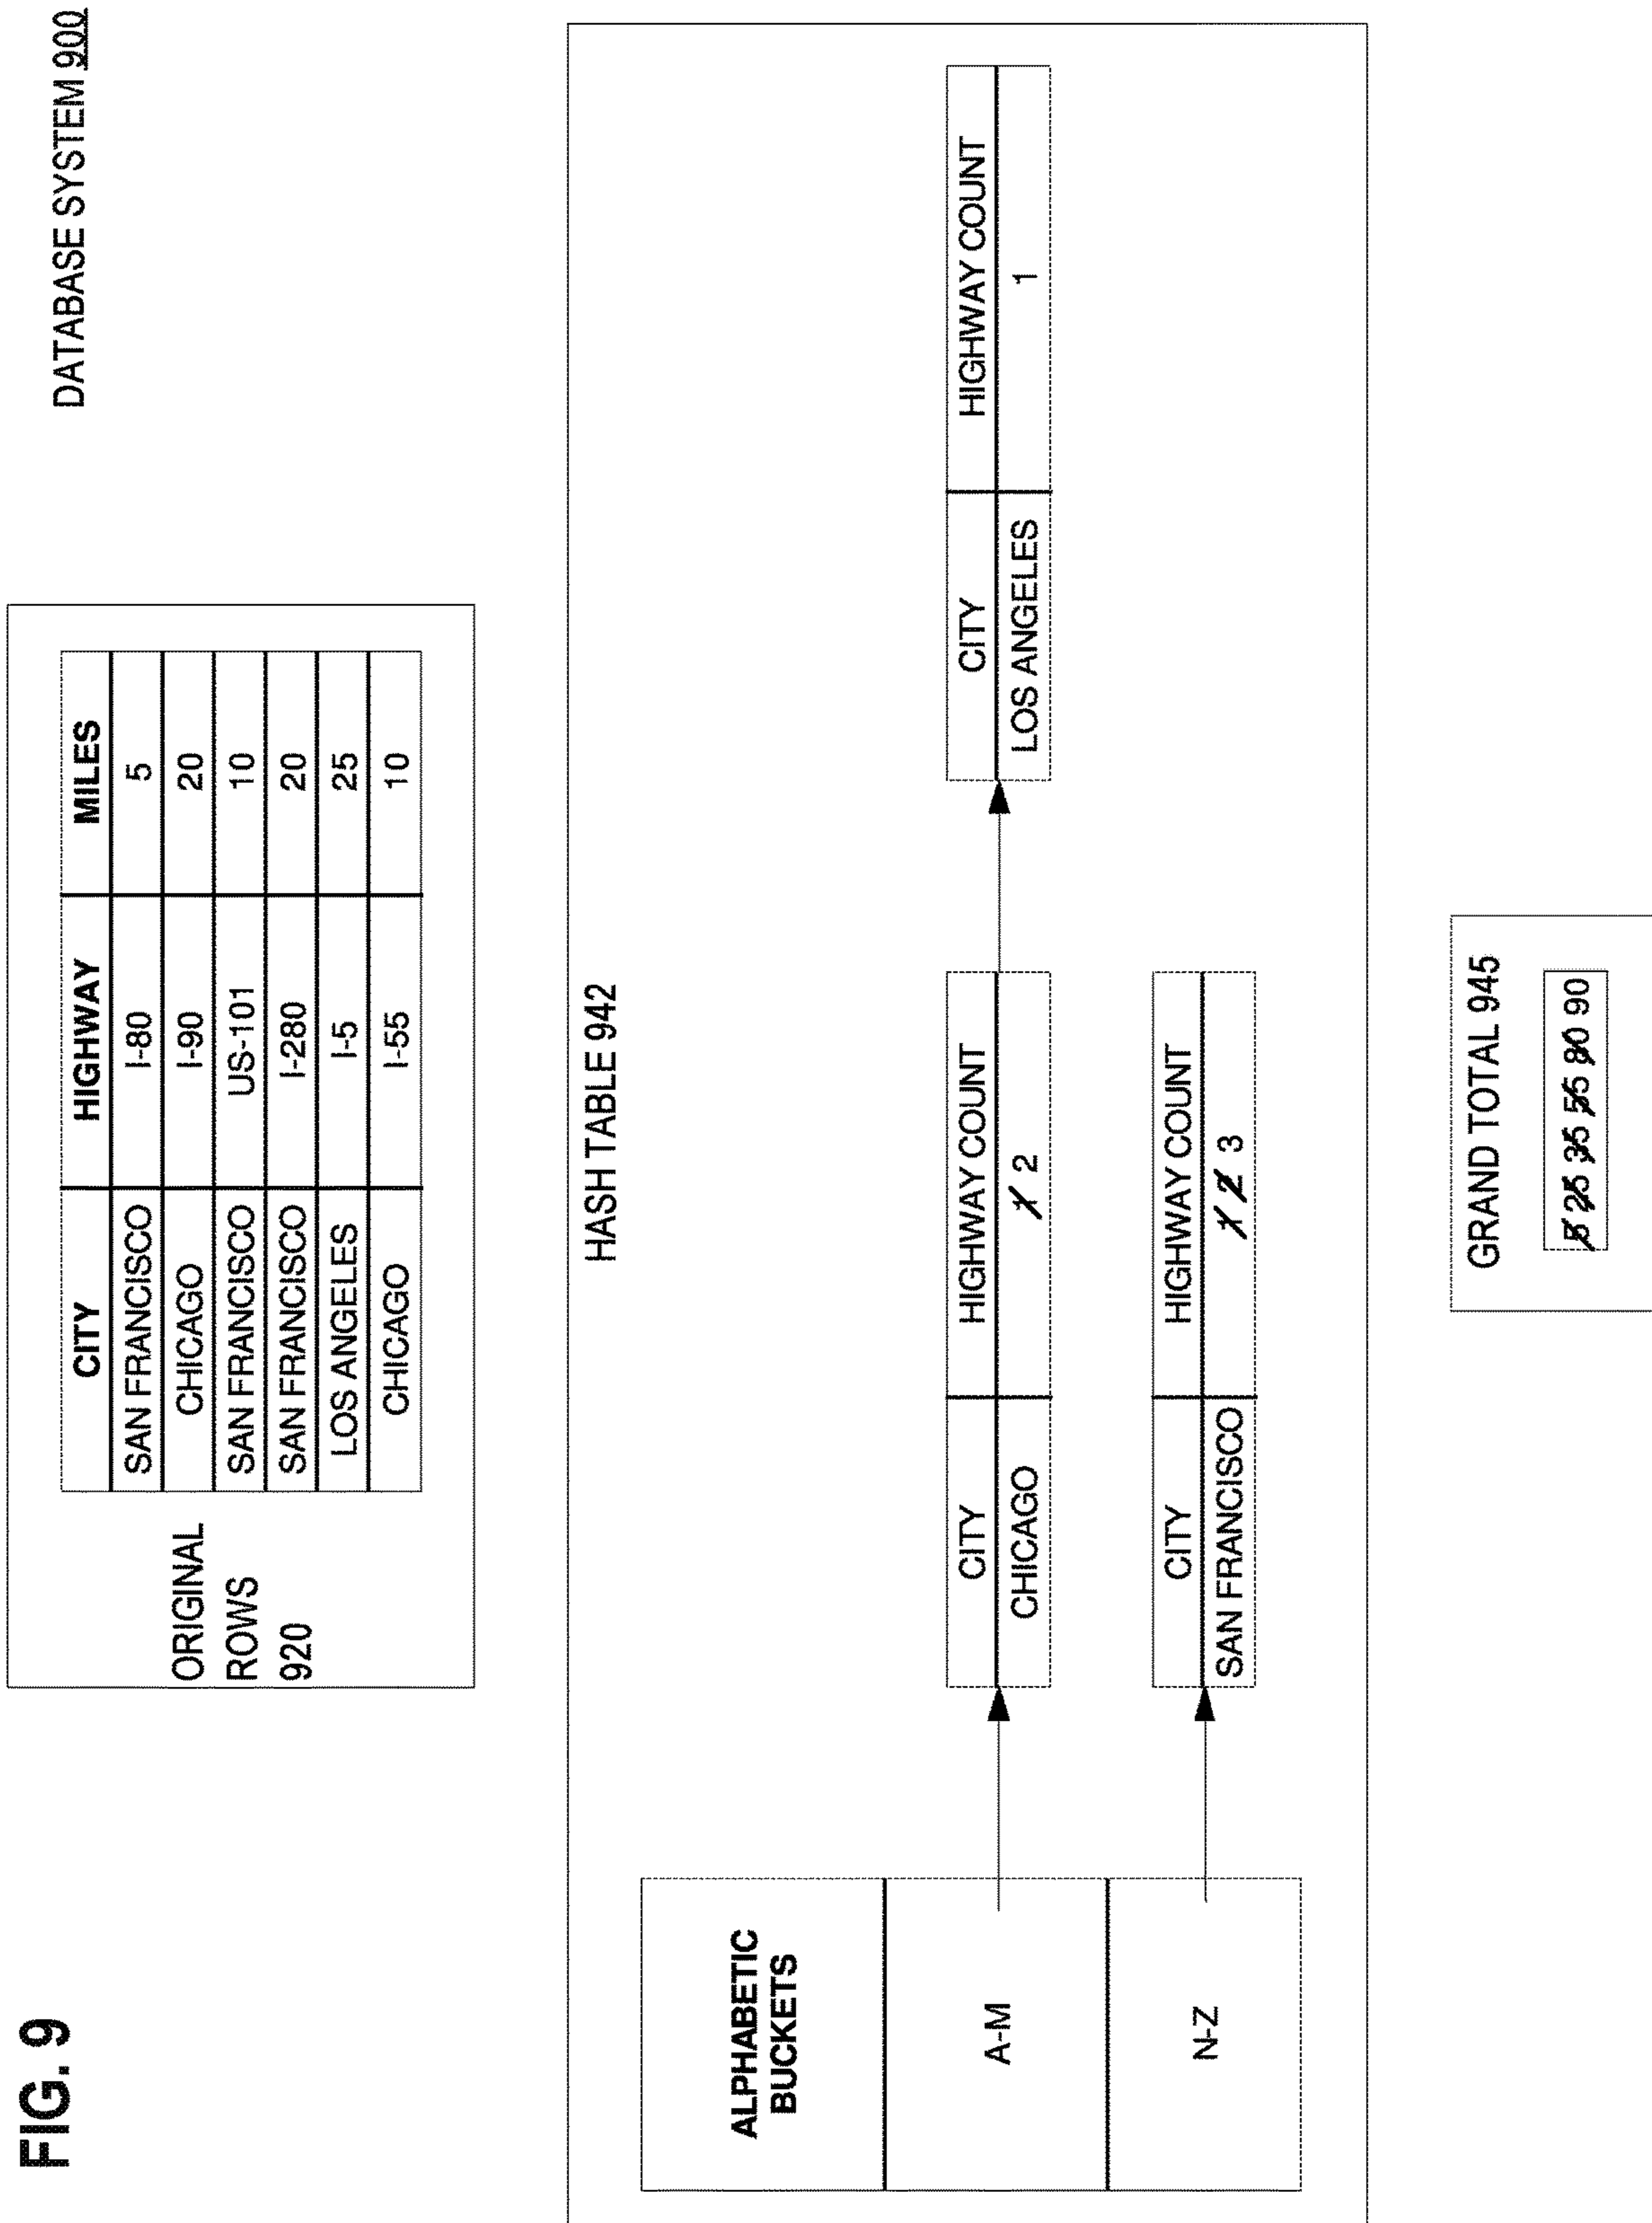 FIG. 9
DATABASE SYSTEM 900
ORIGINAL
ROWS
920
CITY HIGHWAY MILES
SAN FRANCISCO I-80 5
CHICAGO I-90 20
SAN FRANCISCO US-101 10
SAN FRANCISCO I-280 20
LOS ANGELES I-5 25
CHICAGO I-55 10
HASH TABLE 942
ALPHABETIC
BUCKETS
A-M
CITY HIGHWAY COUNT
CHICAGO 1 2
CITY HIGHWAY COUNT
LOS ANGELES 1
N-Z
CITY HIGHWAY COUNT
SAN FRANCISCO 1 2 3
GRAND TOTAL 945
5 25 35 55 80 90